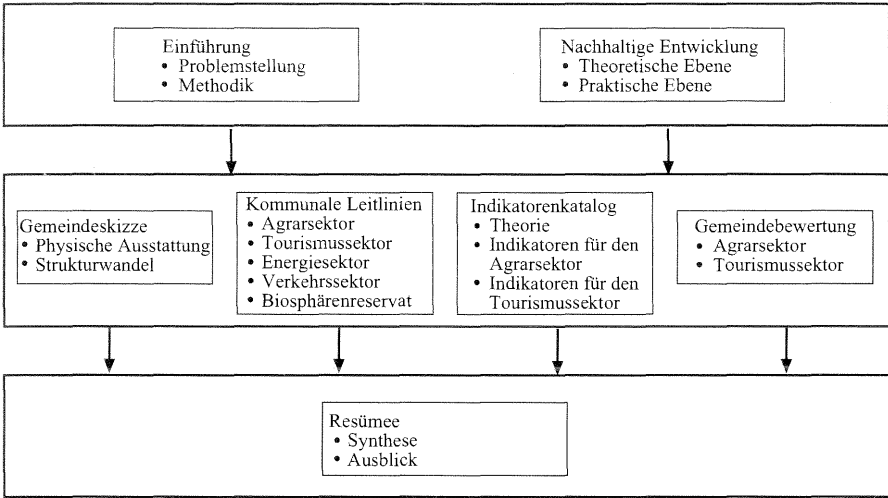 Einführung
• Problemstellung
• Methodik
Nachhaltige Entwicklung
• Theoretische Ebene
• Praktische Ebene
Gemeindeskizze
• Physische Ausstattung
• Strukturwandel
Kommunale Leitlinien
• Agrarsektor
• Tourismussektor
• Energiesektor
• Verkehrssektor
• Biosphärenreservat
Indikatorenkatalog
• Theorie
• Indikatoren für den
Agrarsektor
• Indikatoren für den
Tourismussektor
Gemeindebewertung
• Agrarsektor
• Tourismussektor
Resümee
• Synthese
• Ausblick